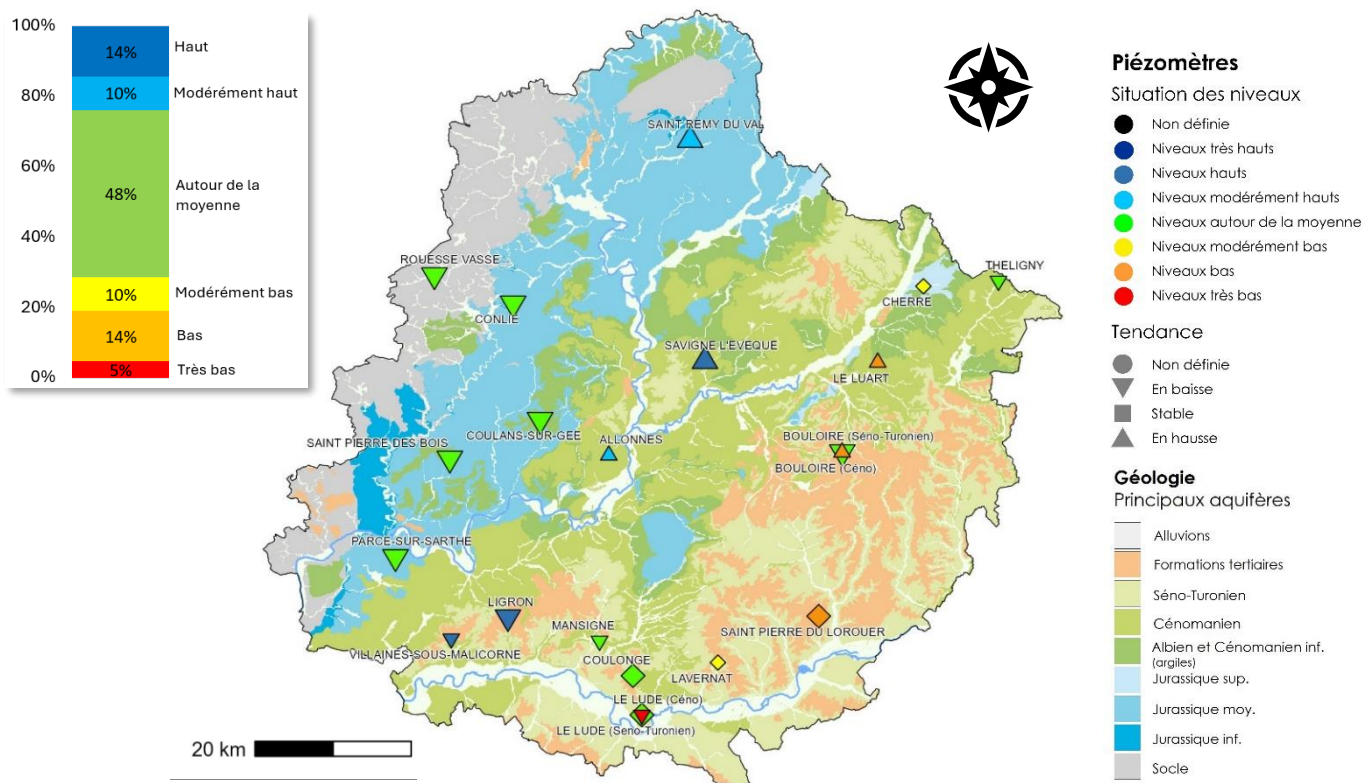 100%
80%
60%
40%
20%
0%
14%
Haut
10%
Modérément haut
48%
Autour de la
moyenne
10%
Modérément bas
14%
Bas
5%
Très bas
SAINT REMY DU VAL
ROUESSE VASSE
CONLIE
THELIGNY
CHERRE
SAVIGNE L'EVEQUE
LE LUART
COULANS-SUR-GEE
SAINT PIERRE DES BOIS
ALLONNES
BOULOIRE (Séno-Turonien)
BOULOIRE (Céno)
PARCE-SUR-SARTHE
LIGRON
MANSIGNE
VILLAINES-SOUS-MALICORNE
COULONGE
SAINT PIERRE DU LOROUER
LAVERNAT
LE LUDE (Céno)
LE LUDE (Seno-Turonien)
20 km
Piézomètres
Situation des niveaux
Non définie
Niveaux très hauts
Niveaux hauts
Niveaux modérément hauts
Niveaux autour de la moyenne
Niveaux modérément bas
Niveaux bas
Niveaux très bas
Tendance
Non définie
En baisse
Stable
En hausse
Géologie
Principaux aquifères
Alluvions
Formations tertiaires
Séno-Turonien
Cénomanien
Albien et Cénomanien inf.
(argiles)
Jurassique sup.
Jurassique moy.
Jurassique inf.
Socle